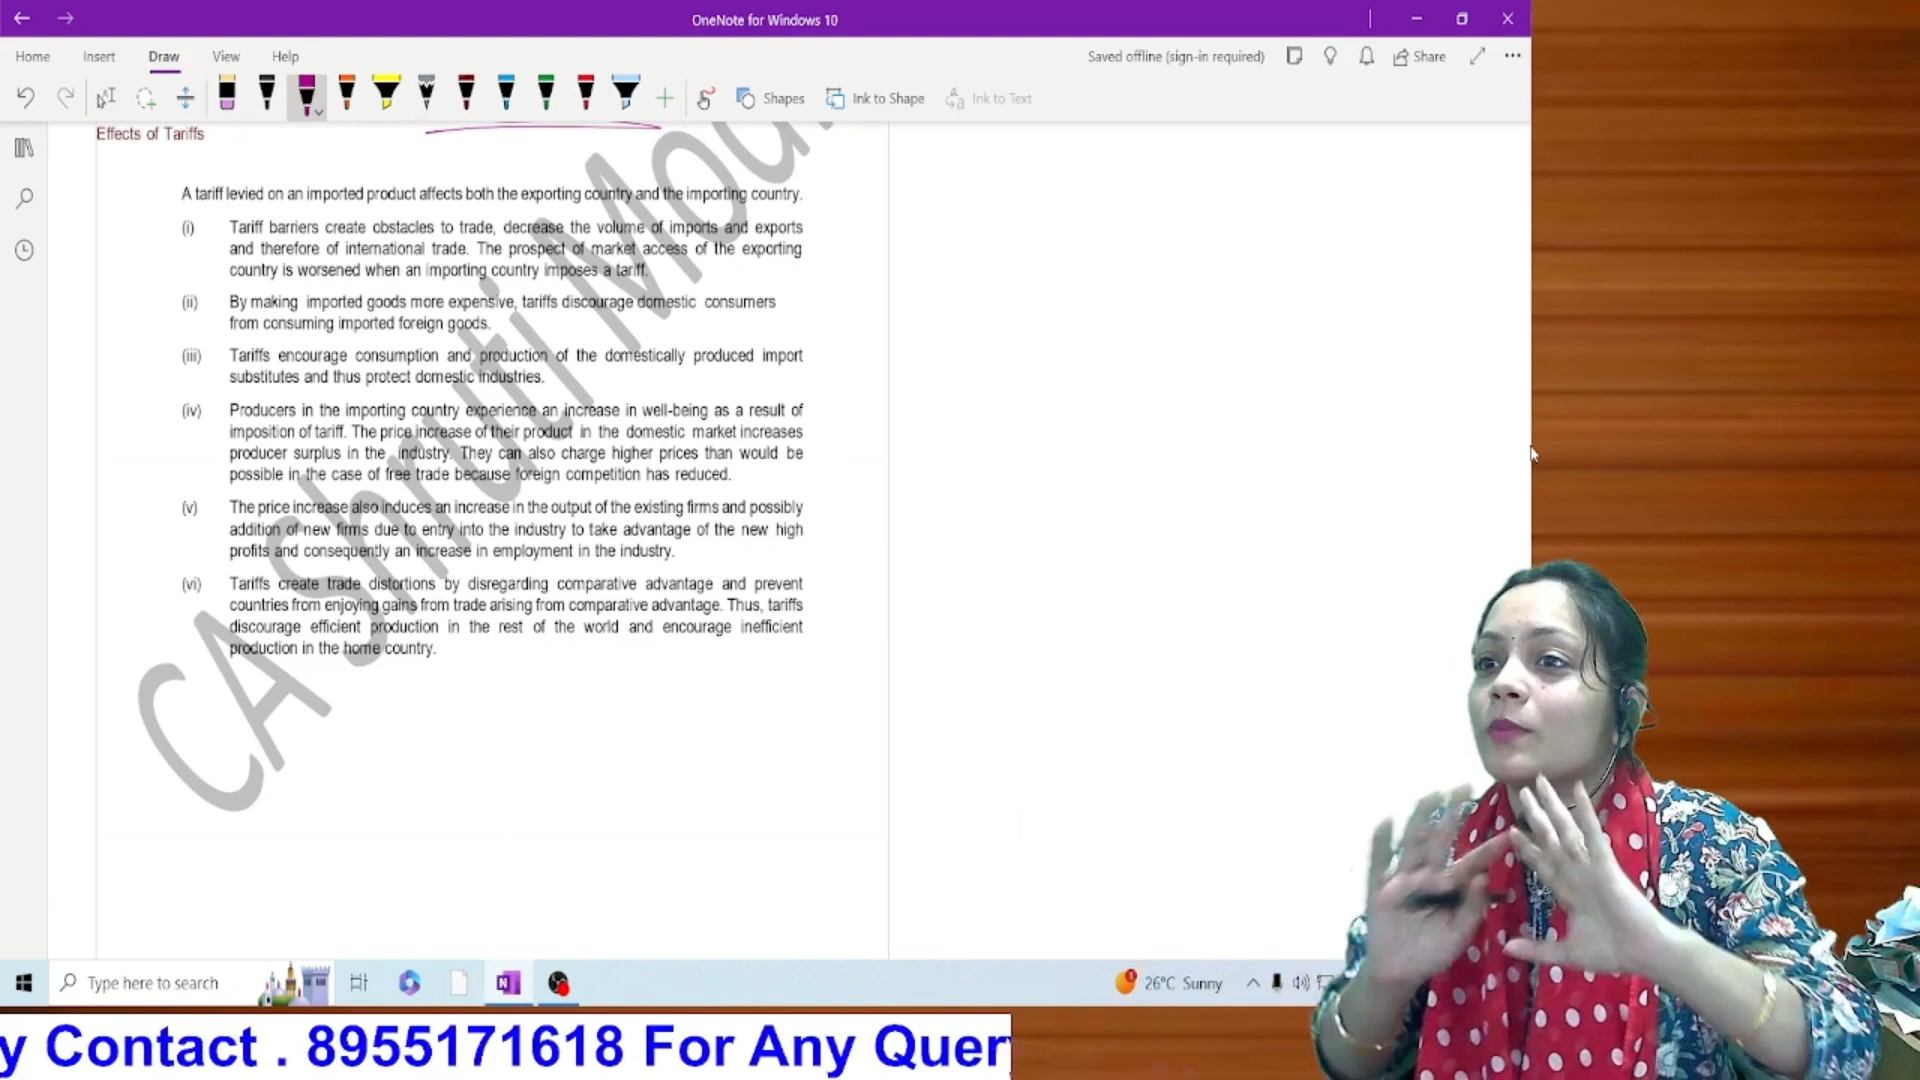 OneNote for Windows 10
Home Insert Draw View Help
Saved offline (sign-in required) Share
Shapes Ink to Shape Ink to Text
Effects of Tariffs
A tariff levied on an imported product affects both the exporting country and the importing country.
(i) Tariff barriers create obstacles to trade, decrease the volume of imports and exports
and therefore of international trade. The prospect of market access of the exporting
country is worsened when an importing country imposes a tariff.
(ii) By making imported goods more expensive, tariffs discourage domestic consumers
from consuming imported foreign goods.
(iii) Tariffs encourage consumption and production of the domestically produced import
substitutes and thus protect domestic industries.
(iv) Producers in the importing country experience an increase in well-being as a result of
imposition of tariff. The price increase of their product in the domestic market increases
producer surplus in the industry. They can also charge higher prices than would be
possible in the case of free trade because foreign competition has reduced.
(v) The price increase also induces an increase in the output of the existing firms and possibly
addition of new firms due to entry into the industry to take advantage of the new high
profits and consequently an increase in employment in the industry.
(vi) Tariffs create trade distortions by disregarding comparative advantage and prevent
countries from enjoying gains from trade arising from comparative advantage. Thus, tariffs
discourage efficient production in the rest of the world and encourage inefficient
production in the home country.
CA Shruti
Type here to search
26°C Sunny
y Contact . 8955171618 For Any Quer